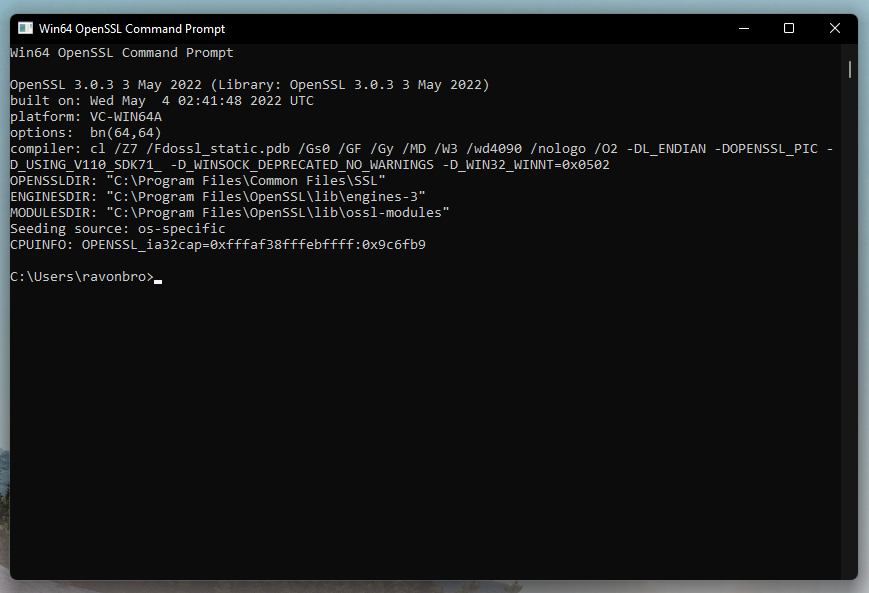 Win64 OpenSSL Command Prompt
Win64 OpenSSL Command Prompt
OpenSSL 3.0.3 3 May 2022 (Library: OpenSSL 3.0.3 3 May 2022)
built on: Wed May  4 02:41:48 2022 UTC
platform: VC-WIN64A
options:  bn(64,64)
compiler: cl /Z7 /Fdossl_static.pdb /Gs0 /GF /Gy /MD /W3 /wd4090 /nologo /O2 -DL_ENDIAN -DOPENSSL_PIC -
D_USING_V110_SDK71_ -D_WINSOCK_DEPRECATED_NO_WARNINGS -D_WIN32_WINNT=0x0502
OPENSSLDIR: "C:\Program Files\Common Files\SSL"
ENGINESDIR: "C:\Program Files\OpenSSL\lib\engines-3"
MODULESDIR: "C:\Program Files\OpenSSL\lib\ossl-modules"
Seeding source: os-specific
CPUINFO: OPENSSL_ia32cap=0xfffaf38fffebffff:0x9c6fb9
C:\Users\ravonbro>